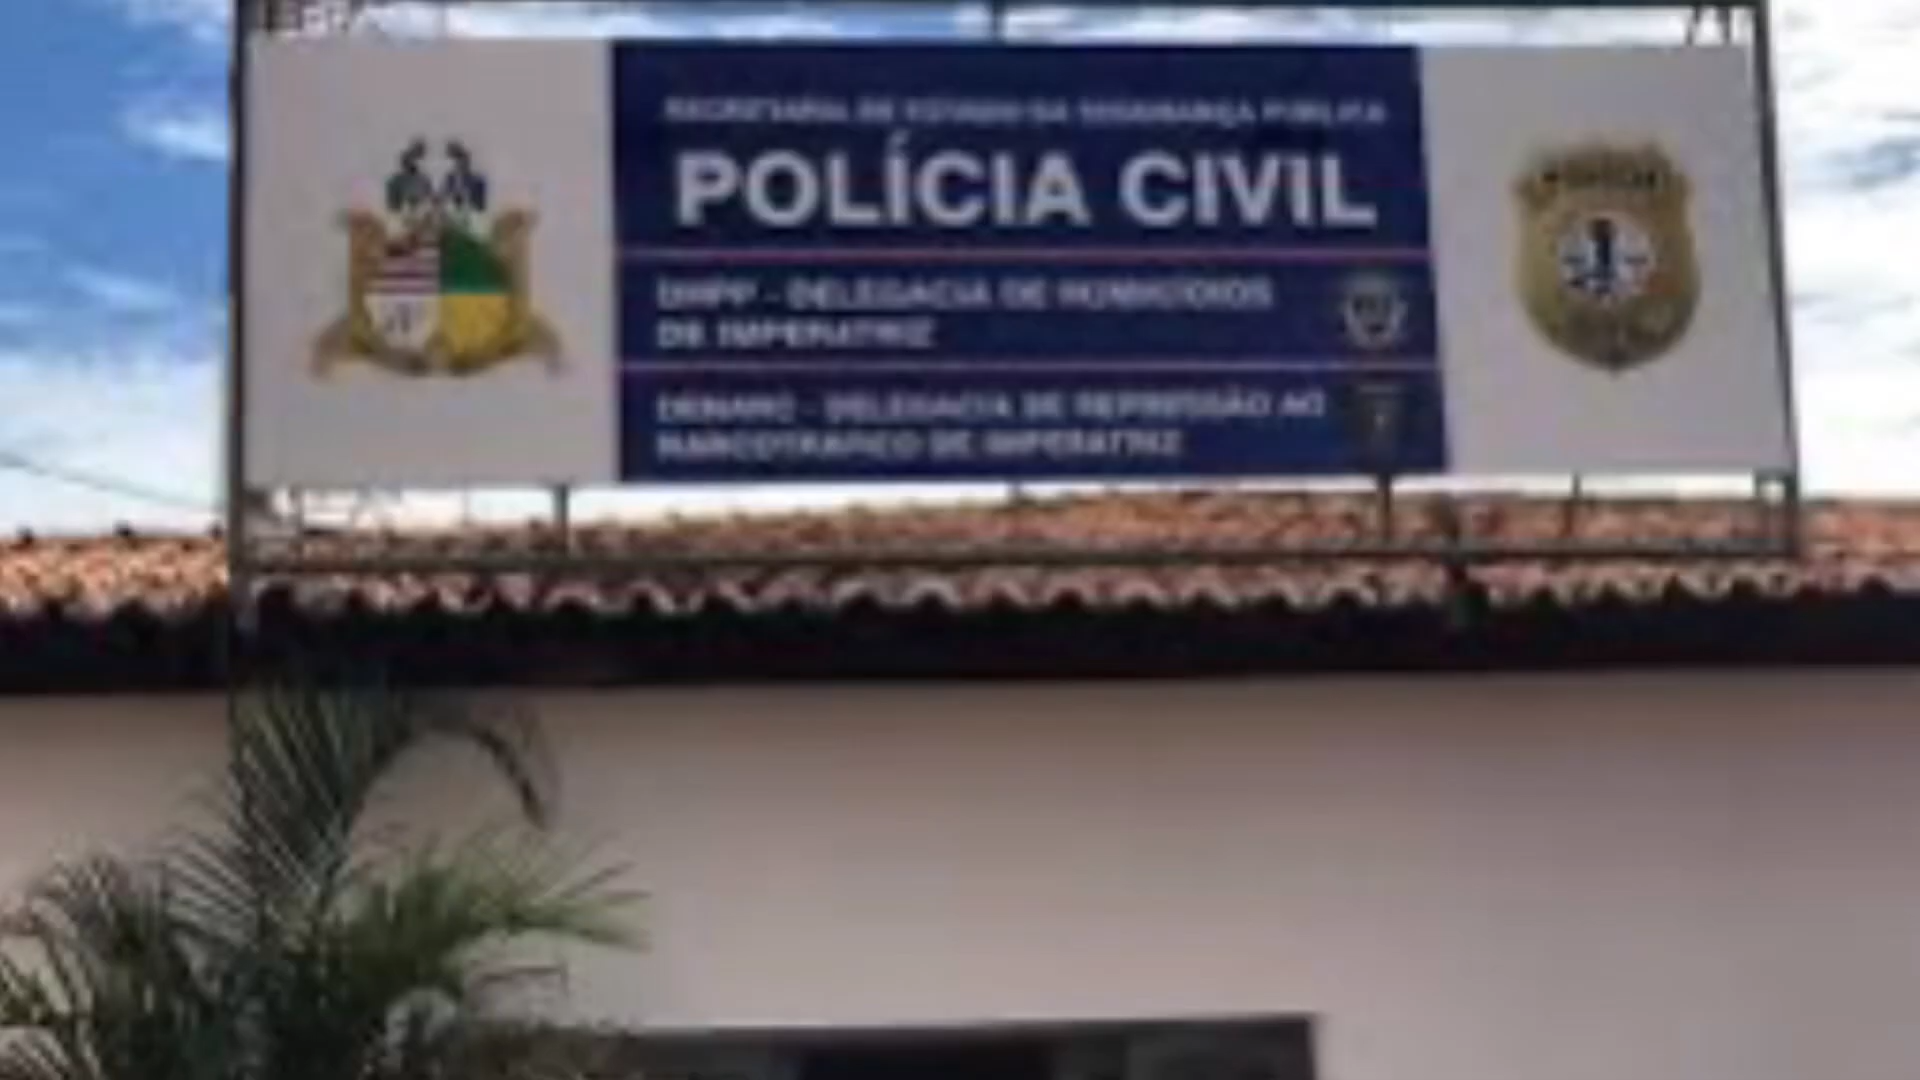 SECRETARIA DE ESTADO DA SEGURANÇA PÚBLICA
POLÍCIA CIVIL
DHPP - DELEGACIA DE HOMICÍDIOS
DE IMPERATRIZ
DENARC - DELEGACIA DE REPRESSÃO AO
NARCOTRÁFICO DE IMPERATRIZ